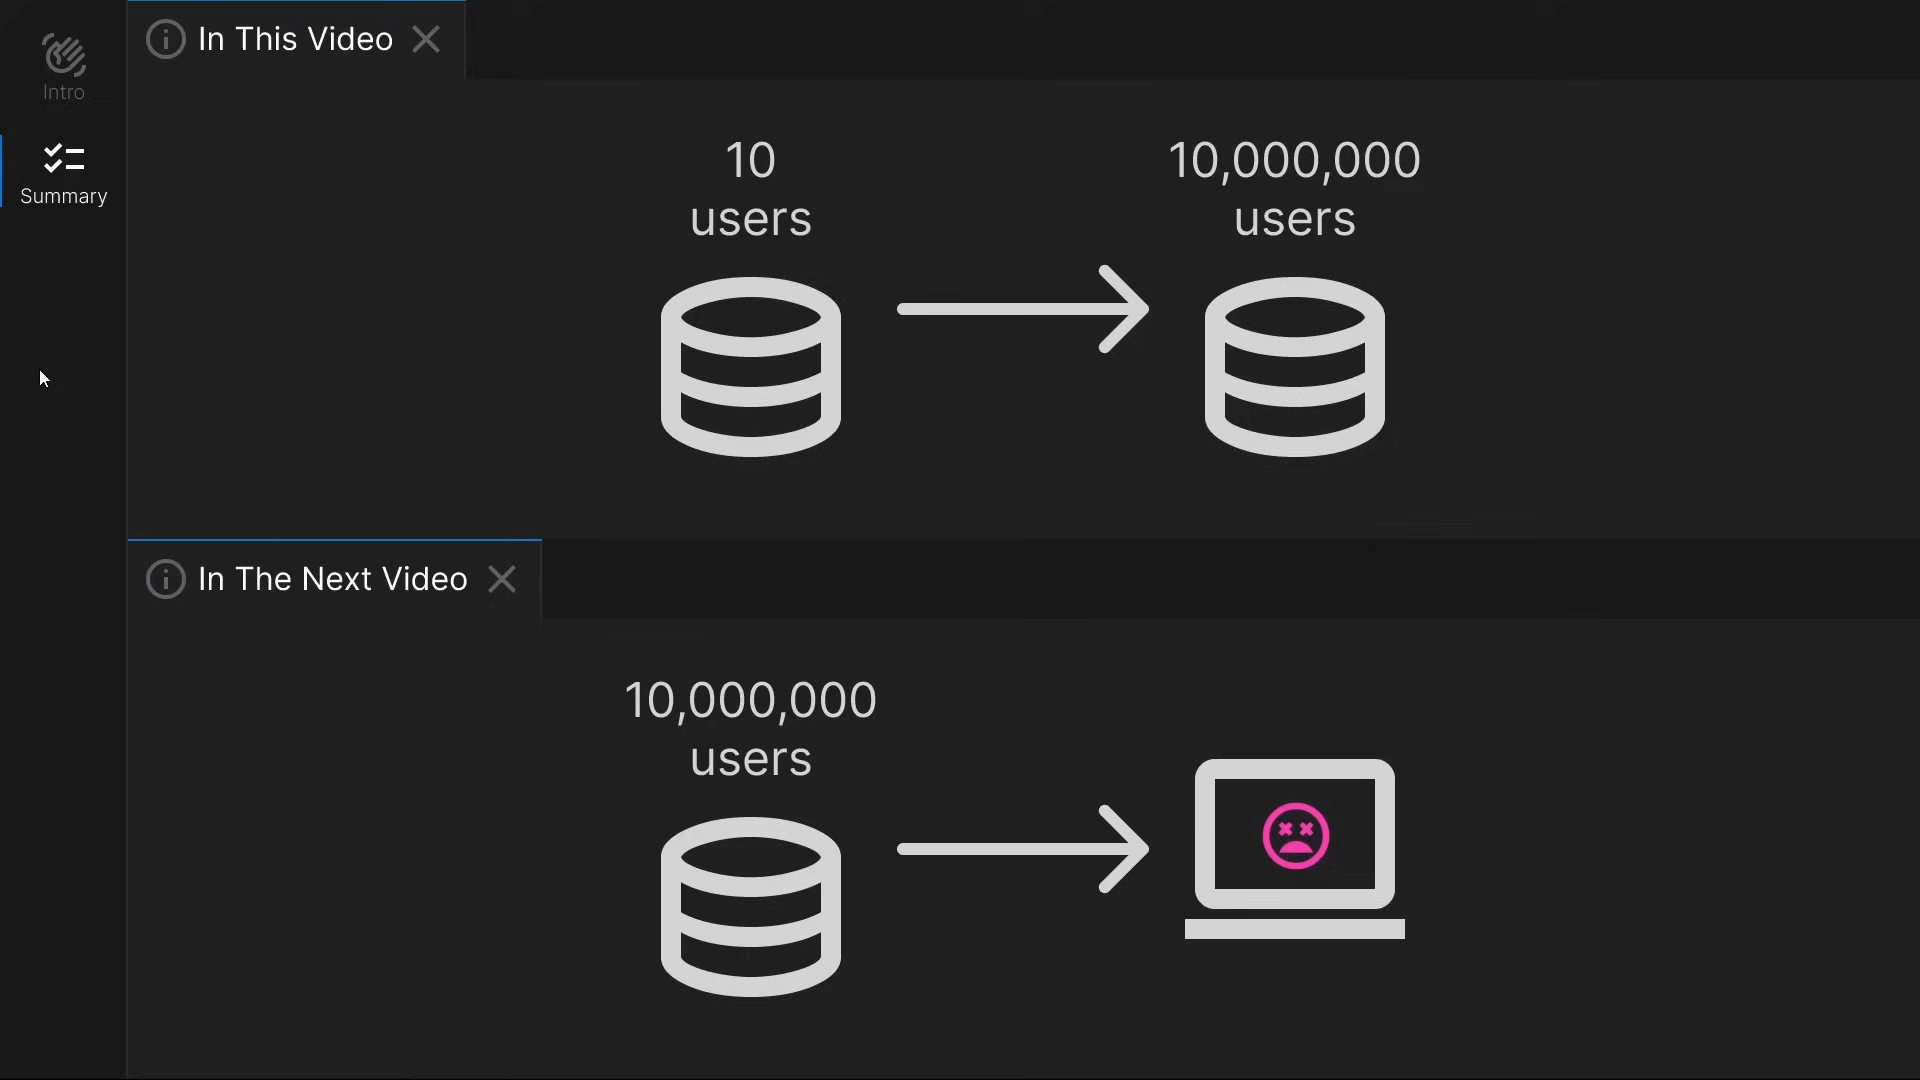 Intro
Summary
In This Video
10
users
10,000,000
users
In The Next Video
10,000,000
users